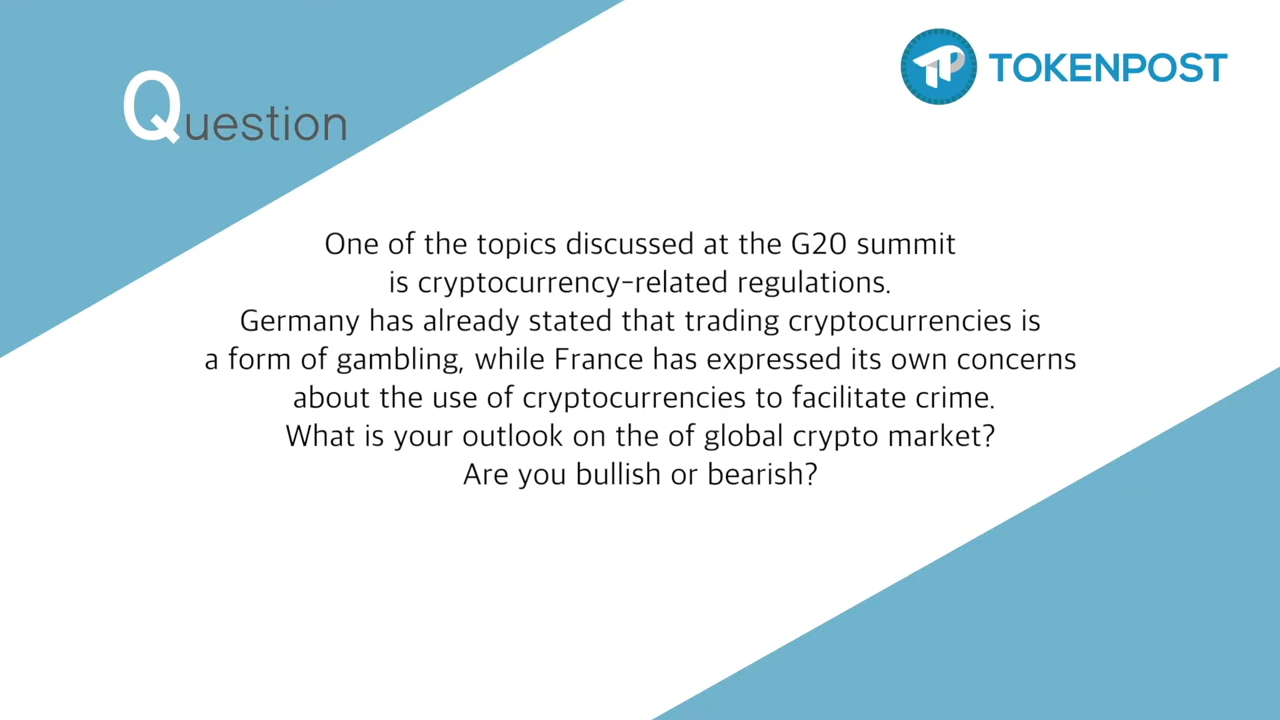 Question
TOKENPOST
One of the topics discussed at the G20 summit
is cryptocurrency-related regulations.
Germany has already stated that trading cryptocurrencies is
a form of gambling, while France has expressed its own concerns
about the use of cryptocurrencies to facilitate crime.
What is your outlook on the of global crypto market?
Are you bullish or bearish?